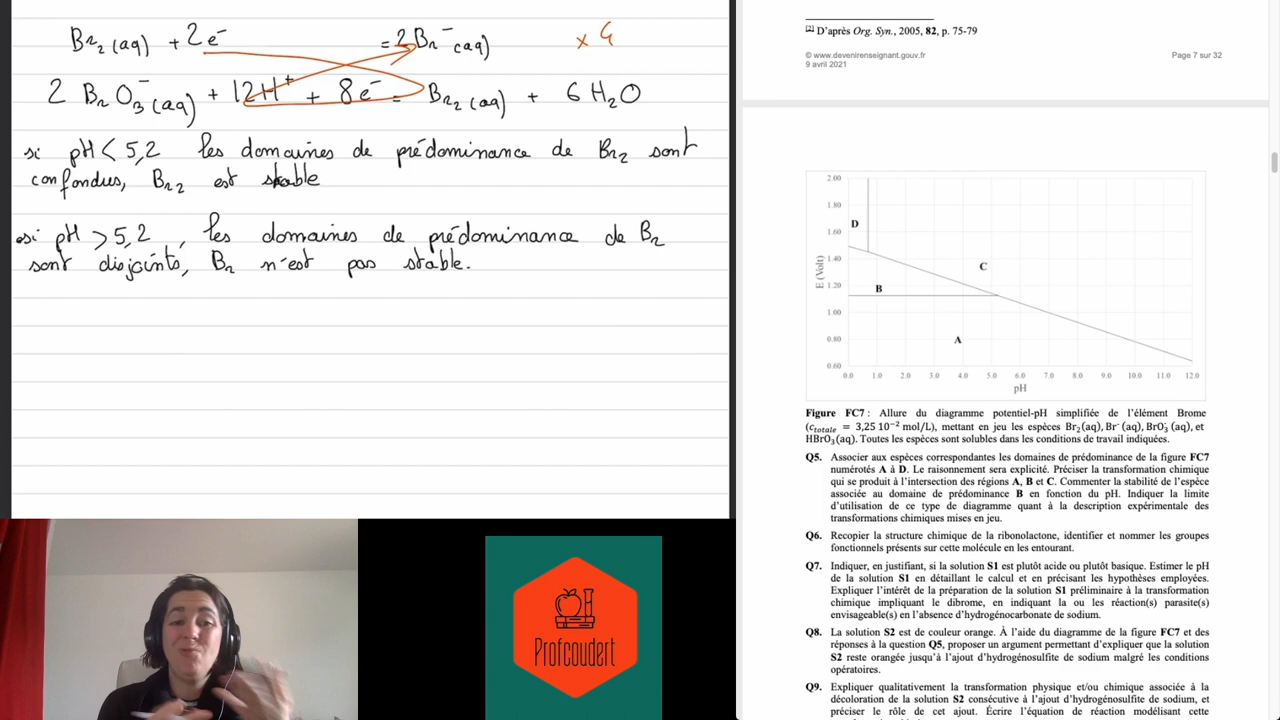 Br₂ (aq) + 2e⁻ = 2Br⁻ (aq) × 4
2 BrO₃⁻ (aq) + 12H⁺ + 8e⁻ = Br₂ (aq) + 6 H₂O
si pH < 5,2 les domaines de prédominance de Br₂ sont
confondus, Br₂ est stable
si pH > 5,2, les domaines de prédominance de Br₂
sont disjoints, Br₂ n'est pas stable.
Profcoudert
[2] D'après Org. Syn., 2005, 82, p. 75-79
© www.devenirenseignant.gouv.fr Page 7 sur 32
9 avril 2021
2.00
1.80
D
1.60
1.40
C
E (Volt)
B
1.20
1.00
A
0.80
0.60
0.0 1.0 2.0 3.0 4.0 5.0 6.0 7.0 8.0 9.0 10.0 11.0 12.0
pH
Figure FC7 : Allure du diagramme potentiel-pH simplifiée de l'élément Brome
(c_totale = 3,25 10⁻² mol/L), mettant en jeu les espèces Br₂(aq), Br⁻(aq), BrO₃⁻(aq), et
HBrO₃(aq). Toutes les espèces sont solubles dans les conditions de travail indiquées.
Q5. Associer aux espèces correspondantes les domaines de prédominance de la figure FC7
numérotés A à D. Le raisonnement sera explicité. Préciser la transformation chimique
qui se produit à l'intersection des régions A, B et C. Commenter la stabilité de l'espèce
associée au domaine de prédominance B en fonction du pH. Indiquer la limite
d'utilisation de ce type de diagramme quant à la description expérimentale des
transformations chimiques mises en jeu.
Q6. Recopier la structure chimique de la ribonolactone, identifier et nommer les groupes
fonctionnels présents sur cette molécule en les entourant.
Q7. Indiquer, en justifiant, si la solution S1 est plutôt acide ou plutôt basique. Estimer le pH
de la solution S1 en détaillant le calcul et en précisant les hypothèses employées.
Expliquer l'intérêt de la préparation de la solution S1 préliminaire à la transformation
chimique impliquant le dibrome, en indiquant la ou les réaction(s) parasite(s)
envisageable(s) en l'absence d'hydrogénocarbonate de sodium.
Q8. La solution S2 est de couleur orange. À l'aide du diagramme de la figure FC7 et des
réponses à la question Q5, proposer un argument permettant d'expliquer que la solution
S2 reste orangée jusqu'à l'ajout d'hydrogénosulfite de sodium malgré les conditions
opératoires.
Q9. Expliquer qualitativement la transformation physique et/ou chimique associée à la
décoloration de la solution S2 consécutive à l'ajout d'hydrogénosulfite de sodium, et
préciser le rôle de cet ajout. Écrire l'équation de réaction modélisant cette